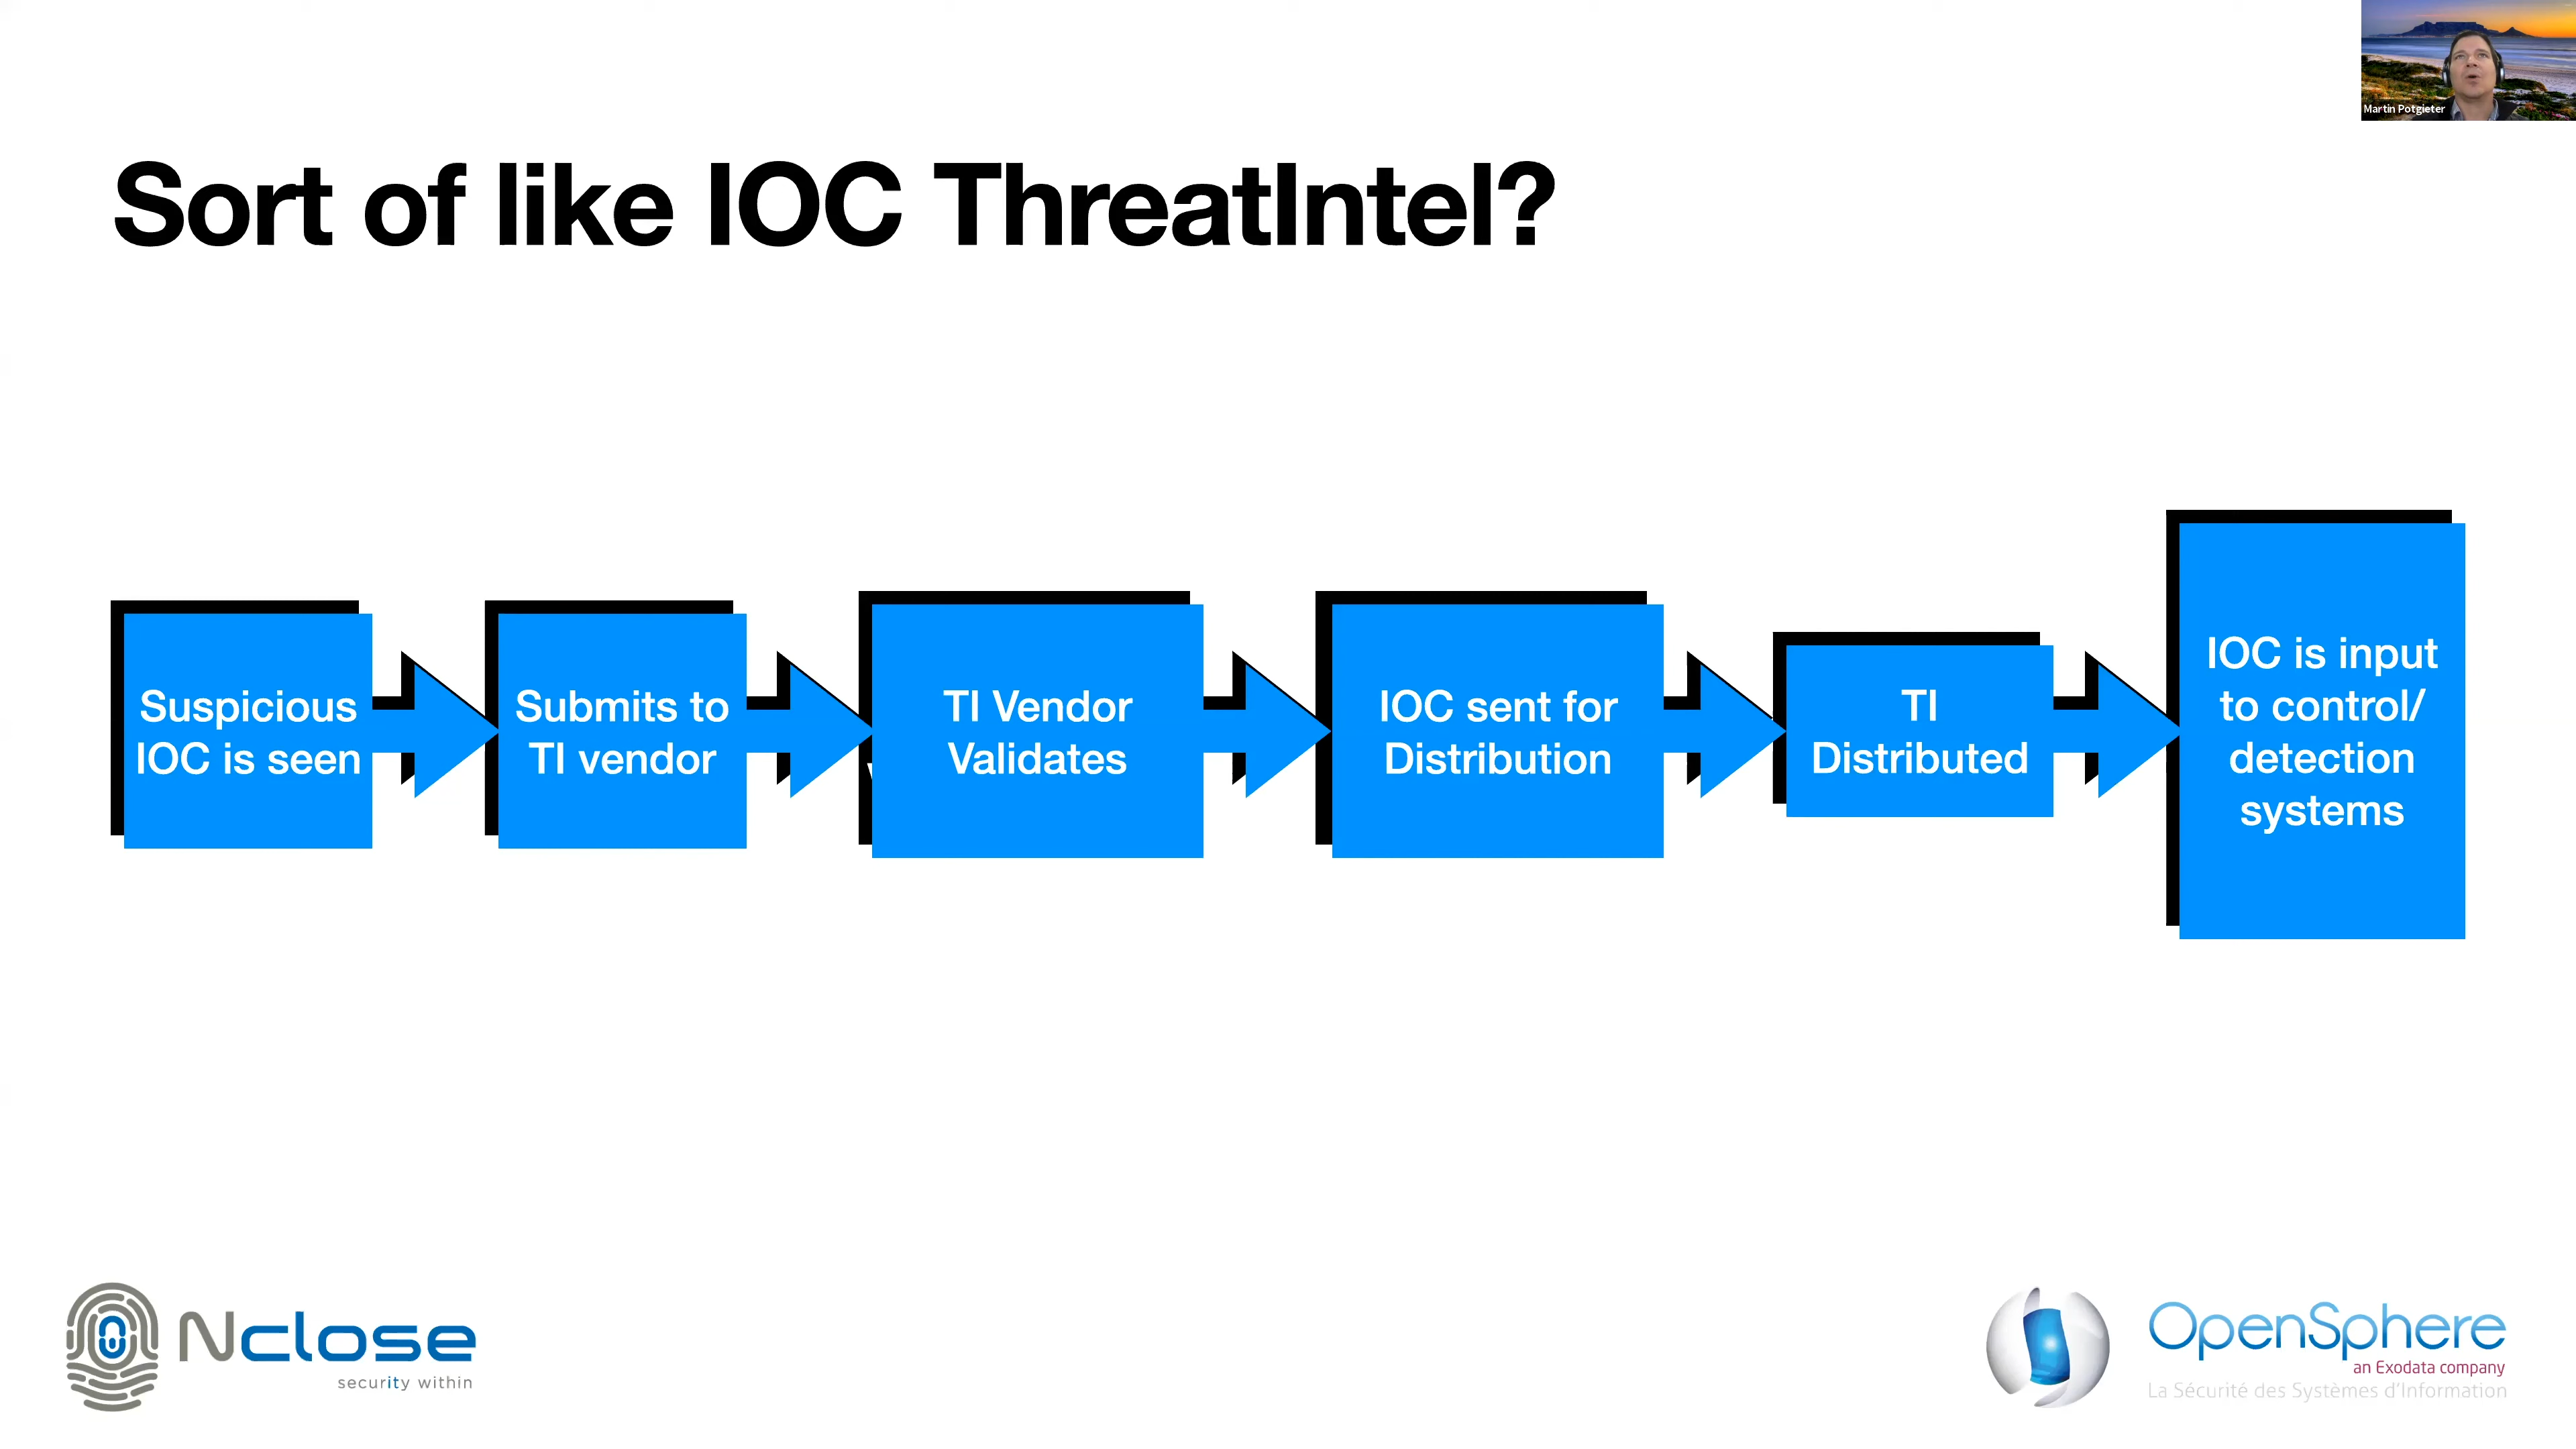 Martin Potgieter
Sort of like IOC ThreatIntel?
Suspicious
IOC is seen
Submits to
TI vendor
TI Vendor
Validates
IOC sent for
Distribution
TI
Distributed
IOC is input
to control/
detection
systems
Nclose
security within
OpenSphere
an Exodata company
La Sécurité des Systèmes d'Information